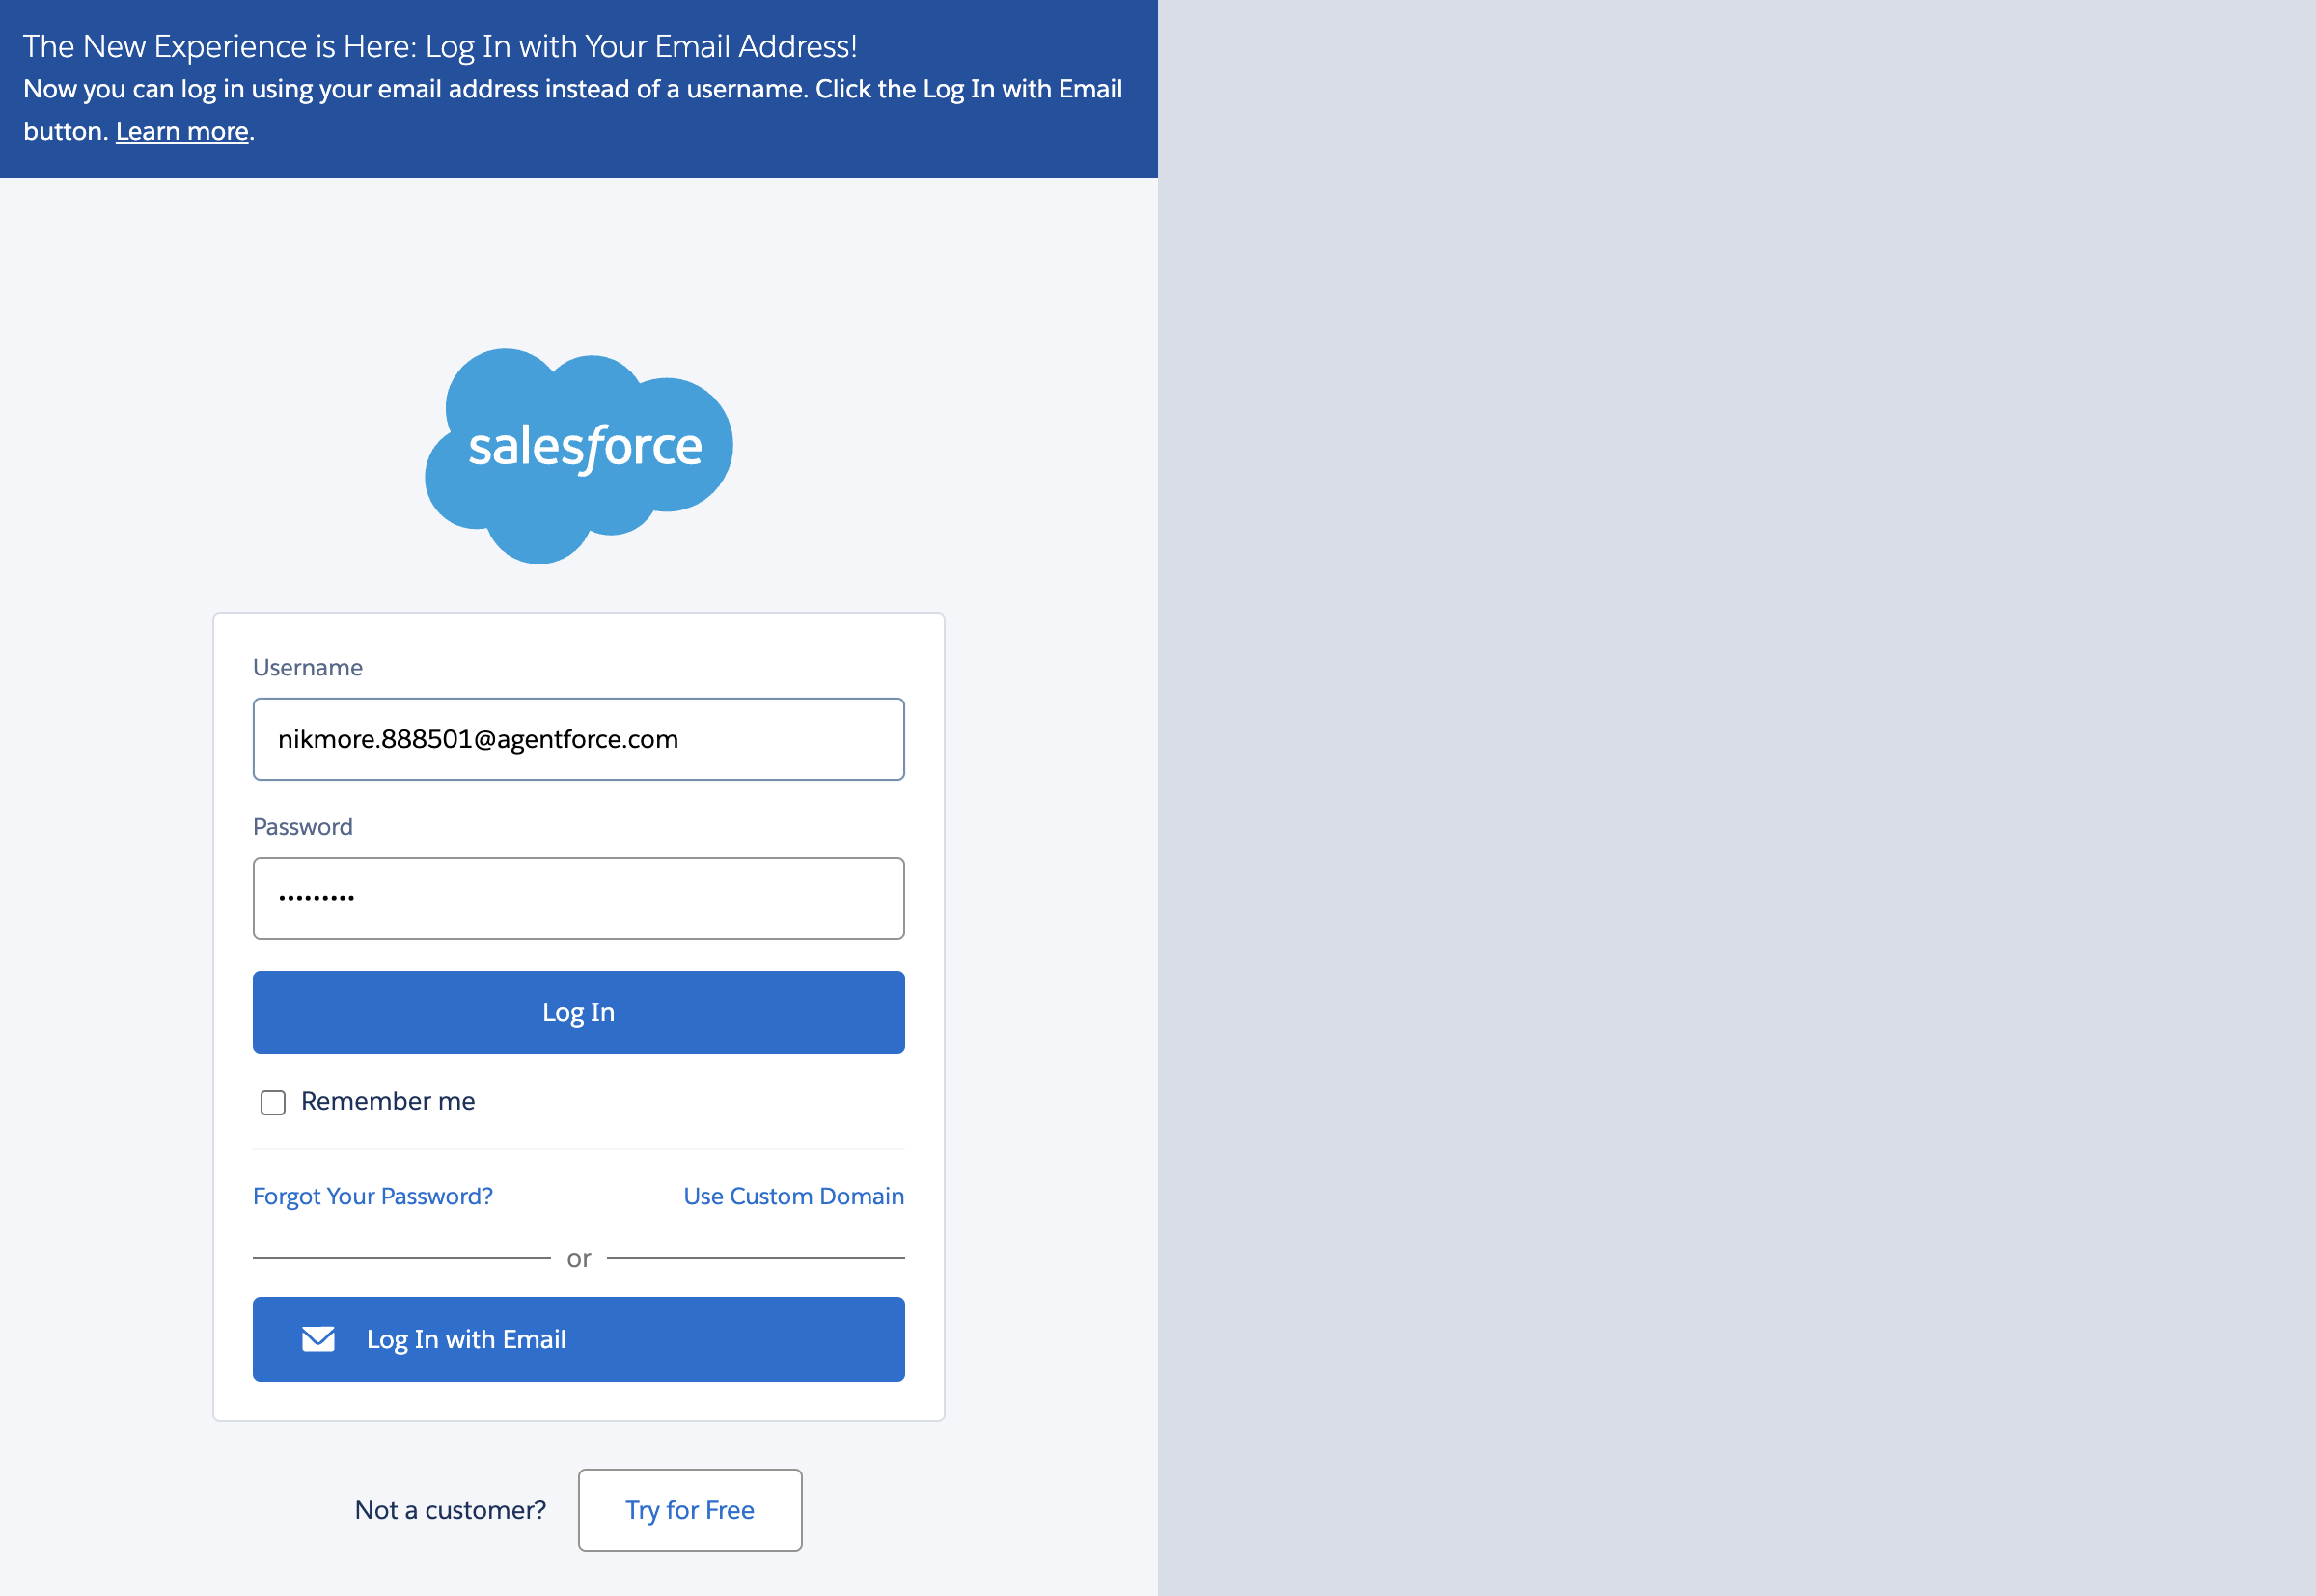 The New Experience is Here: Log In with Your Email Address!
Now you can log in using your email address instead of a username. Click the Log In with Email
button. Learn more.
salesforce
Username
nikmore.888501@agentforce.com
Password
•••••••••
Log In
Remember me
Forgot Your Password?
Use Custom Domain
or
Log In with Email
Not a customer?
Try for Free